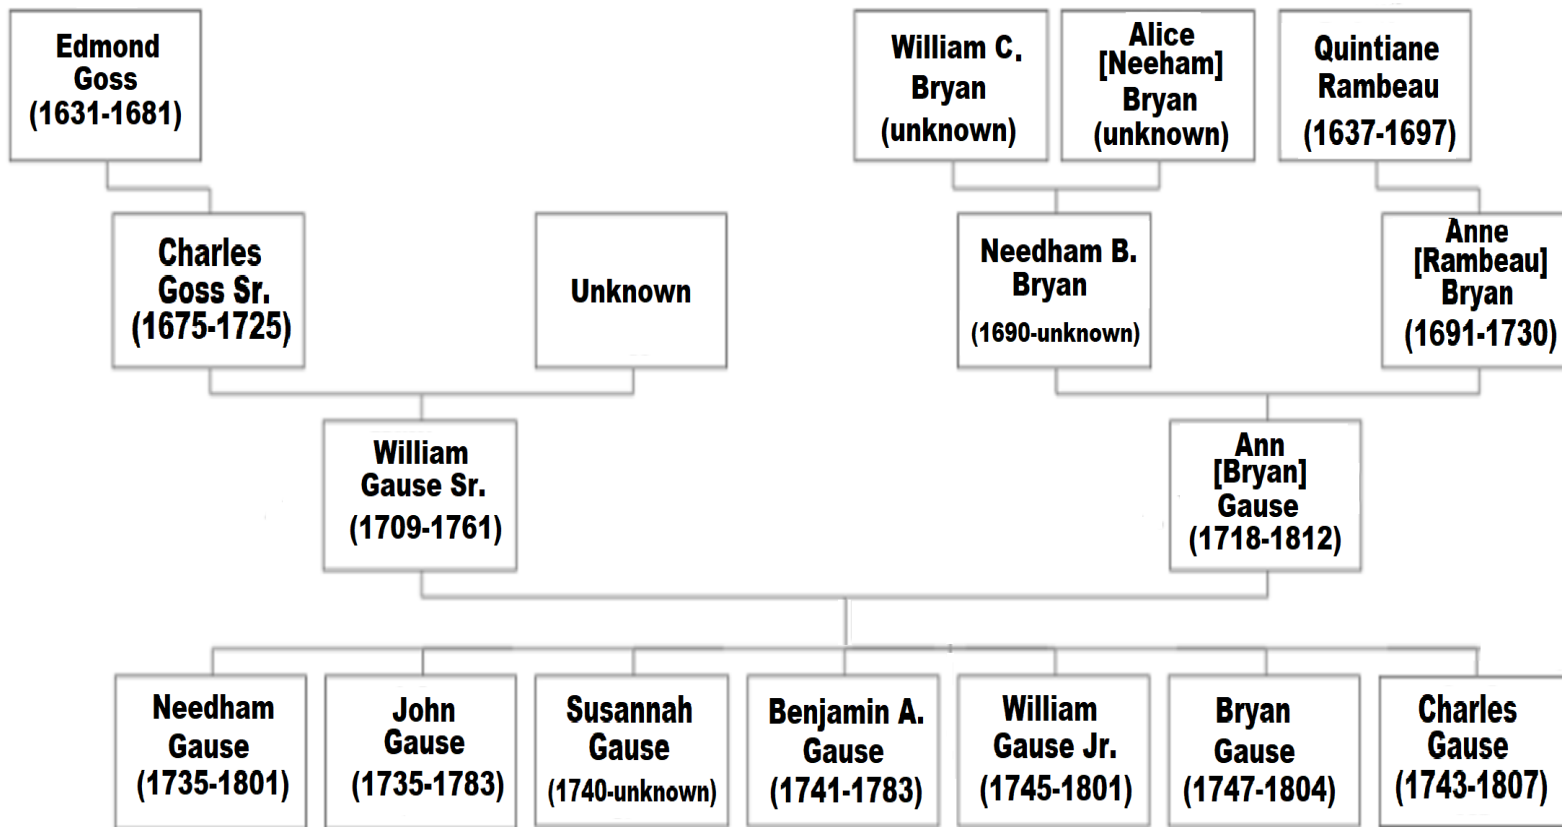 Edmond
Goss
(1631-1681)
William C.
Bryan
(unknown)
Alice
[Neeham]
Bryan
(unknown)
Quintiane
Rambeau
(1637-1697)
Charles
Goss Sr.
(1675-1725)
Unknown
Needham B.
Bryan
(1690-unknown)
Anne
[Rambeau]
Bryan
(1691-1730)
William
Gause Sr.
(1709-1761)
Ann
[Bryan]
Gause
(1718-1812)
Needham
Gause
(1735-1801)
John
Gause
(1735-1783)
Susannah
Gause
(1740-unknown)
Benjamin A.
Gause
(1741-1783)
William
Gause Jr.
(1745-1801)
Bryan
Gause
(1747-1804)
Charles
Gause
(1743-1807)